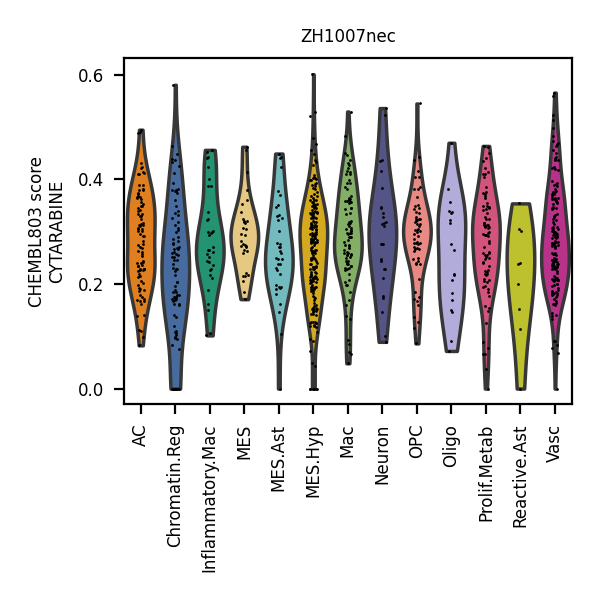 ZH1007nec
CHEMBL803 score
CYTARABINE
0.6
0.4
0.2
0.0
AC
Chromatin.Reg
Inflammatory.Mac
MES
MES.Ast
MES.Hyp
Mac
Neuron
OPC
Oligo
Prolif.Metab
Reactive.Ast
Vasc